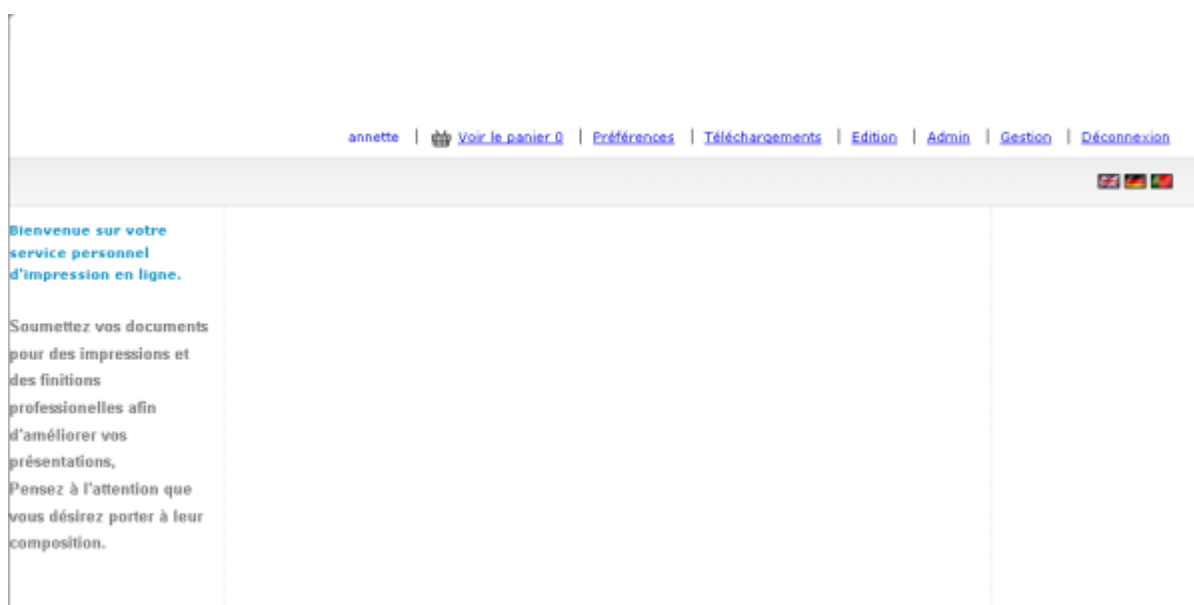 annette | Voir le panier 0 | Préférences | Téléchargements | Edition | Admin | Gestion | Déconnexion
Bienvenue sur votre
service personnel
d'impression en ligne.
Soumettez vos documents
pour des impressions et
des finitions
professionelles afin
d'améliorer vos
présentations,
Pensez à l'attention que
vous désirez porter à leur
composition.